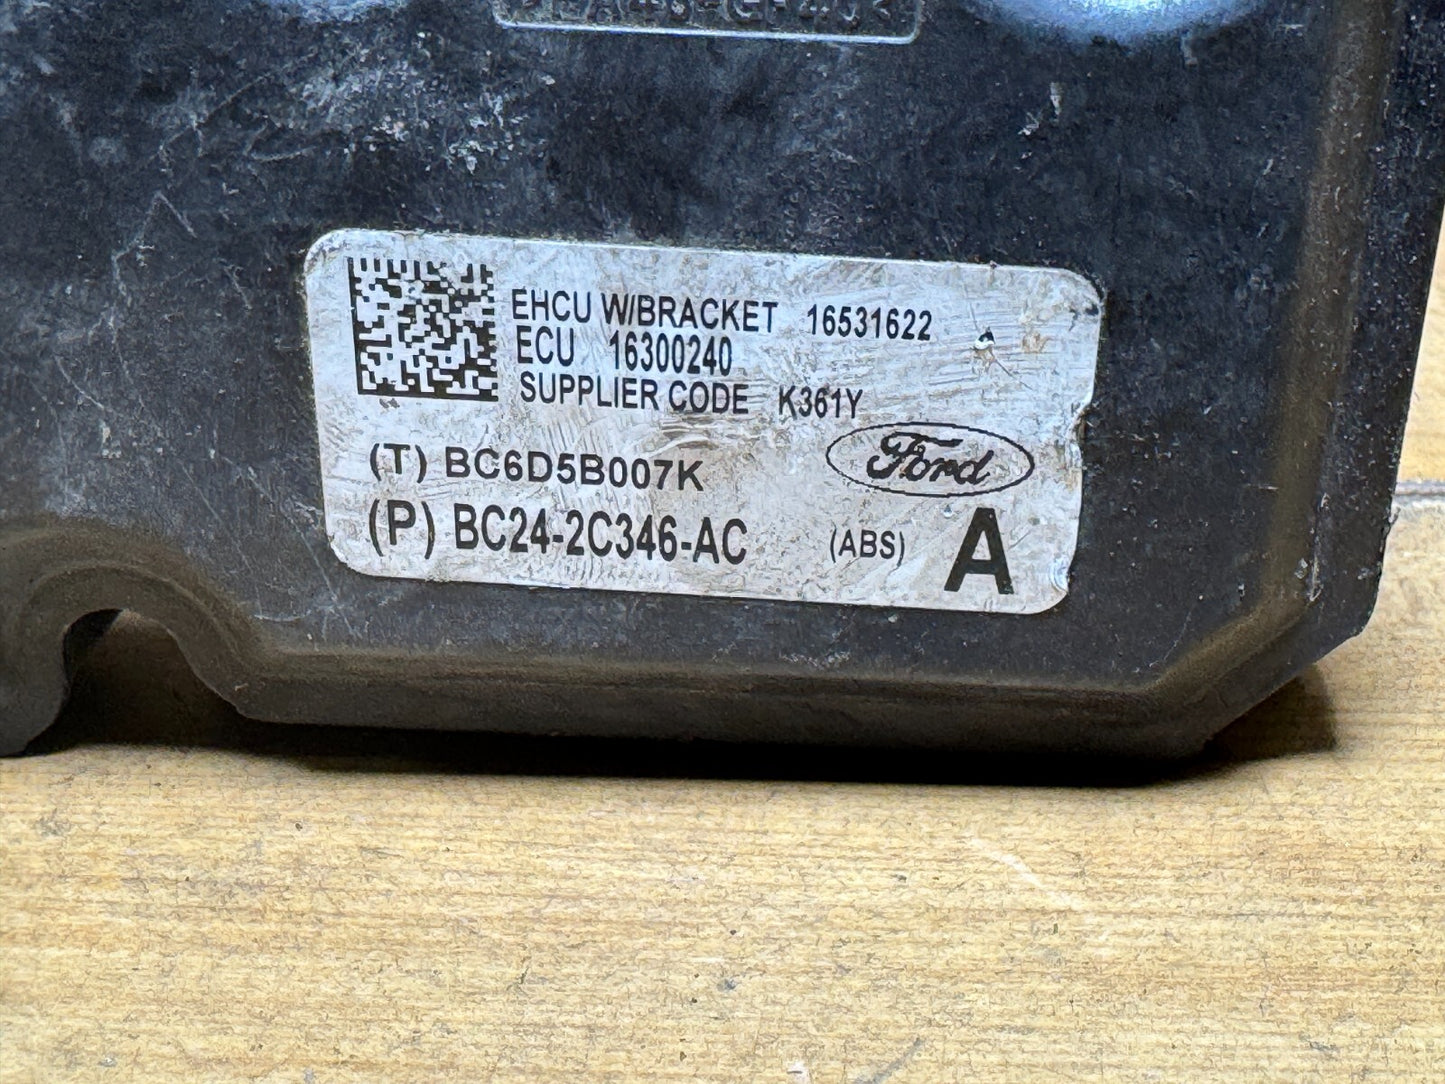 EHCU W/BRACKET 16531622
ECU 16300240
SUPPLIER CODE K361Y
(T) BC6D5B007K
Ford
(P) BC24-2C346-AC (ABS) A